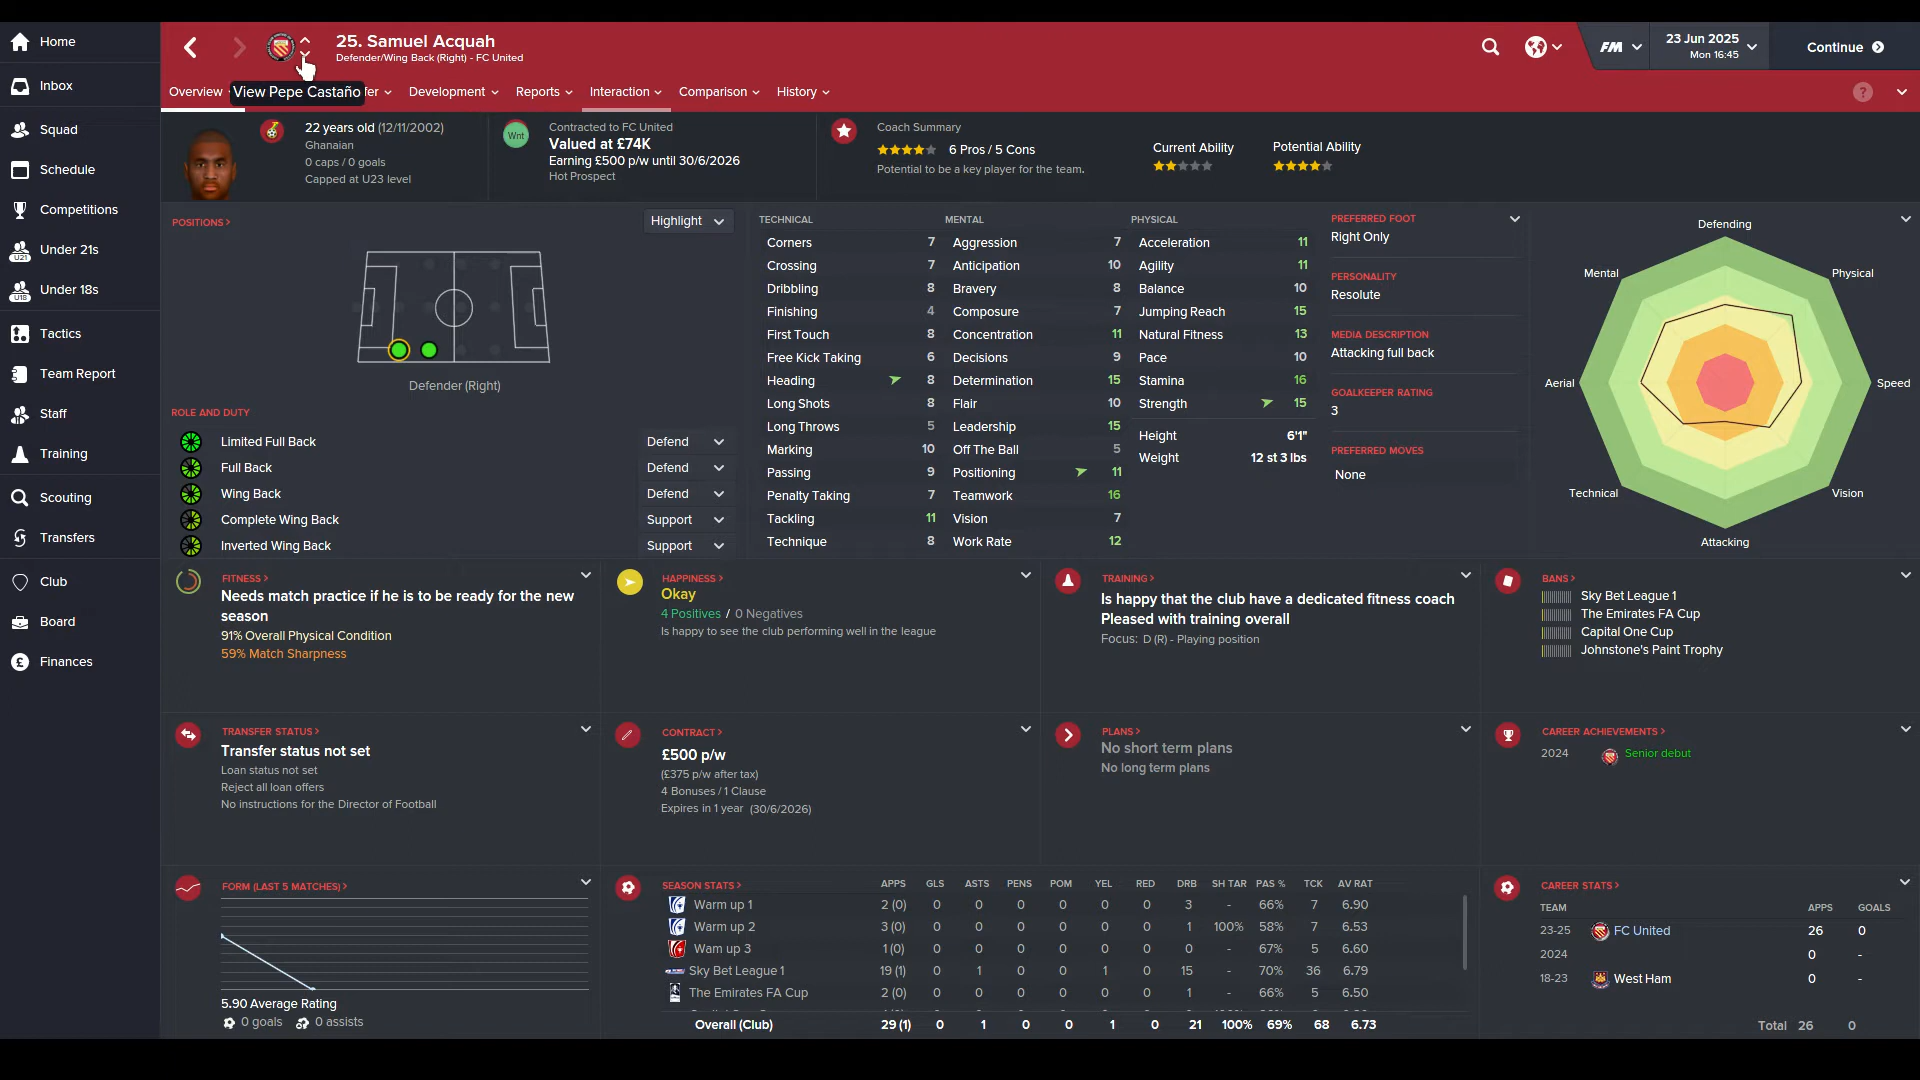 Home
Inbox
Squad
Schedule
Competitions
Under 21s
Under 18s
Tactics
Team Report
Staff
Training
Scouting
Transfers
Club
Board
Finances
25. Samuel Acquah
Defender/Wing Back (Right) - FC United
FM
23 Jun 2025
Mon 16:45
Continue
Overview
View Pepe Castaño
fer
Development
Reports
Interaction
Comparison
History
?
22 years old (12/11/2002)
Ghanaian
0 caps / 0 goals
Capped at U23 level
Wnt
Contracted to FC United
Valued at £74K
Earning £500 p/w until 30/6/2026
Hot Prospect
Coach Summary
6 Pros / 5 Cons
Potential to be a key player for the team.
Current Ability
Potential Ability
POSITIONS >
Highlight
Defender (Right)
ROLE AND DUTY
Limited Full Back Defend
Full Back Defend
Wing Back Defend
Complete Wing Back Support
Inverted Wing Back Support
TECHNICAL
Corners 7
Crossing 7
Dribbling 8
Finishing 4
First Touch 8
Free Kick Taking 6
Heading 8
Long Shots 8
Long Throws 5
Marking 10
Passing 9
Penalty Taking 7
Tackling 11
Technique 8
MENTAL
Aggression 7
Anticipation 10
Bravery 8
Composure 7
Concentration 11
Decisions 9
Determination 15
Flair 10
Leadership 15
Off The Ball 5
Positioning 11
Teamwork 16
Vision 7
Work Rate 12
PHYSICAL
Acceleration 11
Agility 11
Balance 10
Jumping Reach 15
Natural Fitness 13
Pace 10
Stamina 16
Strength 15
Height 6'1"
Weight 12 st 3 lbs
PREFERRED FOOT
Right Only
PERSONALITY
Resolute
MEDIA DESCRIPTION
Attacking full back
GOALKEEPER RATING
3
PREFERRED MOVES
None
Defending
Mental
Physical
Aerial
Speed
Technical
Vision
Attacking
FITNESS >
Needs match practice if he is to be ready for the new
season
91% Overall Physical Condition
59% Match Sharpness
HAPPINESS >
Okay
4 Positives / 0 Negatives
Is happy to see the club performing well in the league
TRAINING >
Is happy that the club have a dedicated fitness coach
Pleased with training overall
Focus: D (R) - Playing position
BANS >
Sky Bet League 1
The Emirates FA Cup
Capital One Cup
Johnstone's Paint Trophy
TRANSFER STATUS >
Transfer status not set
Loan status not set
Reject all loan offers
No instructions for the Director of Football
CONTRACT >
£500 p/w
(£375 p/w after tax)
4 Bonuses / 1 Clause
Expires in 1 year (30/6/2026)
PLANS >
No short term plans
No long term plans
CAREER ACHIEVEMENTS >
2024 Senior debut
FORM (LAST 5 MATCHES) >
5.90 Average Rating
0 goals 0 assists
SEASON STATS > APPS GLS ASTS PENS POM YEL RED DRB SH TAR PAS % TCK AV RAT
Warm up 1 2 (0) 0 0 0 0 0 0 3 - 66% 7 6.90
Warm up 2 3 (0) 0 0 0 0 0 0 1 100% 58% 7 6.53
Wam up 3 1 (0) 0 0 0 0 0 0 0 - 67% 5 6.60
Sky Bet League 1 19 (1) 0 1 0 0 1 0 15 - 70% 36 6.79
The Emirates FA Cup 2 (0) 0 0 0 0 0 0 1 - 66% 5 6.50
Overall (Club) 29 (1) 0 1 0 0 1 0 21 100% 69% 68 6.73
CAREER STATS >
TEAM APPS GOALS
23-25 FC United 26 0
2024 0 -
18-23 West Ham 0 -
Total 26 0